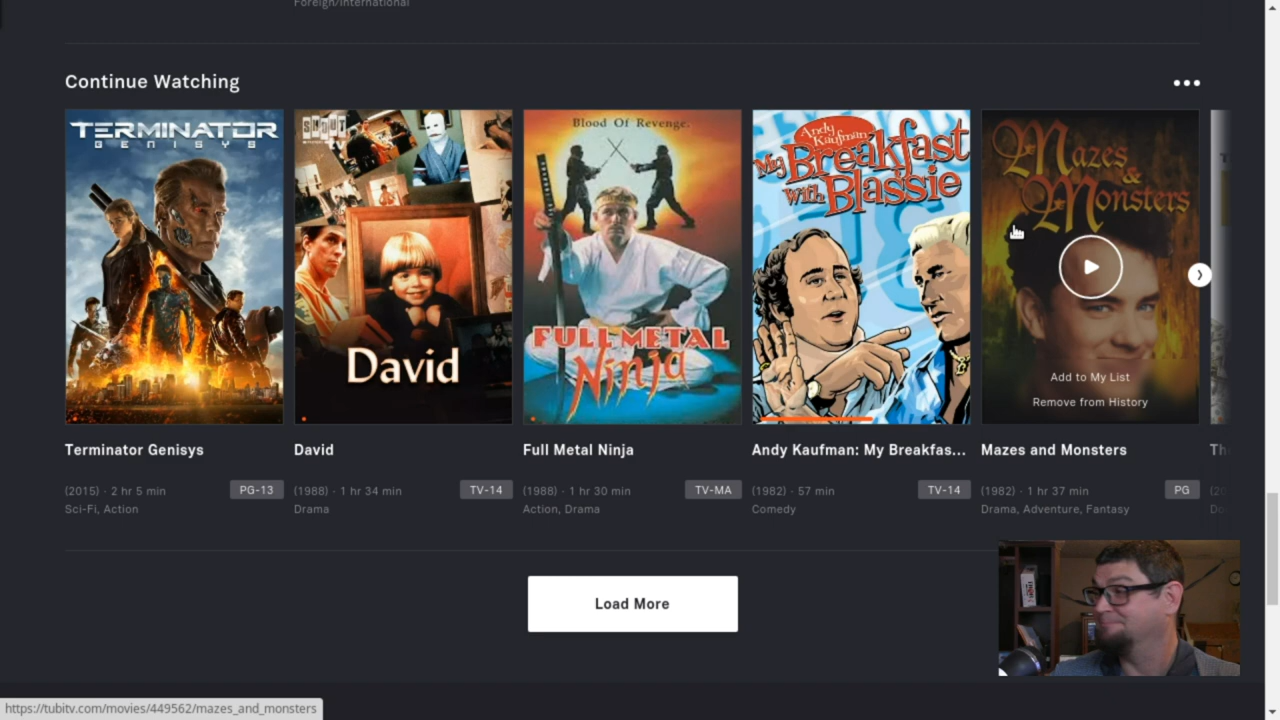 Foreign/International
Continue Watching
TERMINATOR
GENISYS
SHOUT
David
Blood Of Revenge.
FULL METAL
Ninja
Andy
Kaufman:
My Breakfast
With Blassie
Mazes
&
Monsters
Add to My List
Remove from History
Terminator Genisys
(2015) · 2 hr 5 min
PG-13
Sci-Fi, Action
David
(1988) · 1 hr 34 min
TV-14
Drama
Full Metal Ninja
(1988) · 1 hr 30 min
TV-MA
Action, Drama
Andy Kaufman: My Breakfas...
(1982) · 57 min
TV-14
Comedy
Mazes and Monsters
(1982) · 1 hr 37 min
PG
Drama, Adventure, Fantasy
Load More
https://tubitv.com/movies/449562/mazes_and_monsters